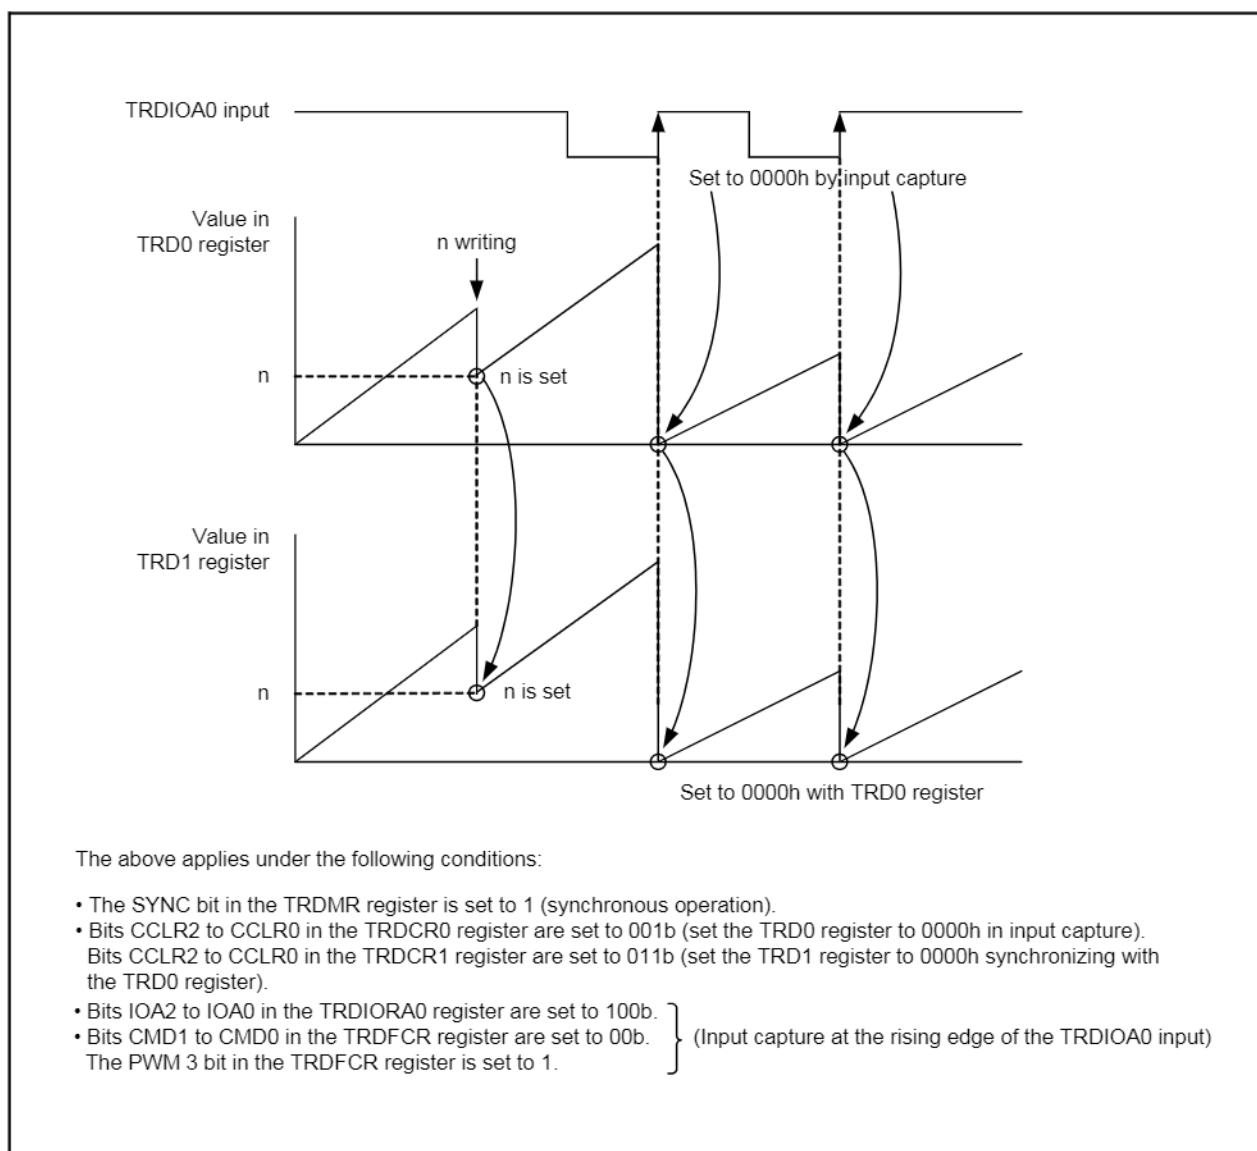 TRDIOA0 input
Set to 0000h by input capture
Value in
TRD0 register
n writing
n
n is set
Value in
TRD1 register
n
n is set
Set to 0000h with TRD0 register
The above applies under the following conditions:
• The SYNC bit in the TRDMR register is set to 1 (synchronous operation).
• Bits CCLR2 to CCLR0 in the TRDCR0 register are set to 001b (set the TRD0 register to 0000h in input capture).
Bits CCLR2 to CCLR0 in the TRDCR1 register are set to 011b (set the TRD1 register to 0000h synchronizing with
the TRD0 register).
• Bits IOA2 to IOA0 in the TRDIORA0 register are set to 100b.
• Bits CMD1 to CMD0 in the TRDFCR register are set to 00b.
(Input capture at the rising edge of the TRDIOA0 input)
The PWM 3 bit in the TRDFCR register is set to 1.